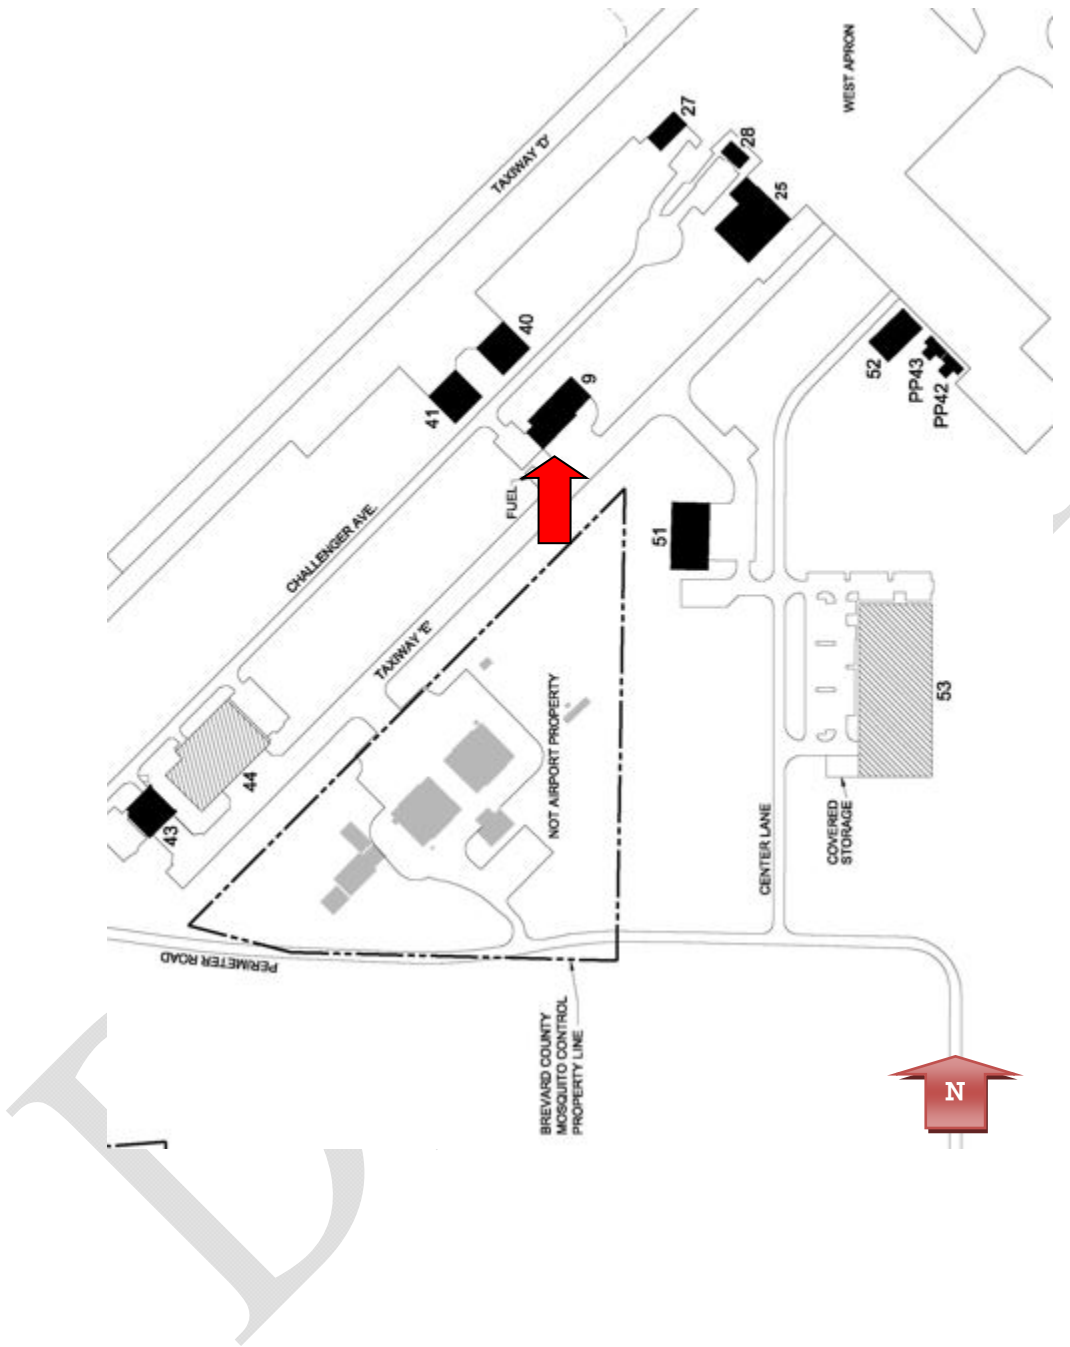 WEST APRON
27
TAXIWAY 'D'
28
25
40
9
41
52
PP43
PP42
FUEL
51
CHALLENGER AVE.
TAXIWAY 'E'
53
NOT AIRPORT PROPERTY
44
43
COVERED
STORAGE
CENTER LANE
PERIMETER ROAD
BREVARD COUNTY
MOSQUITO CONTROL
PROPERTY LINE
N